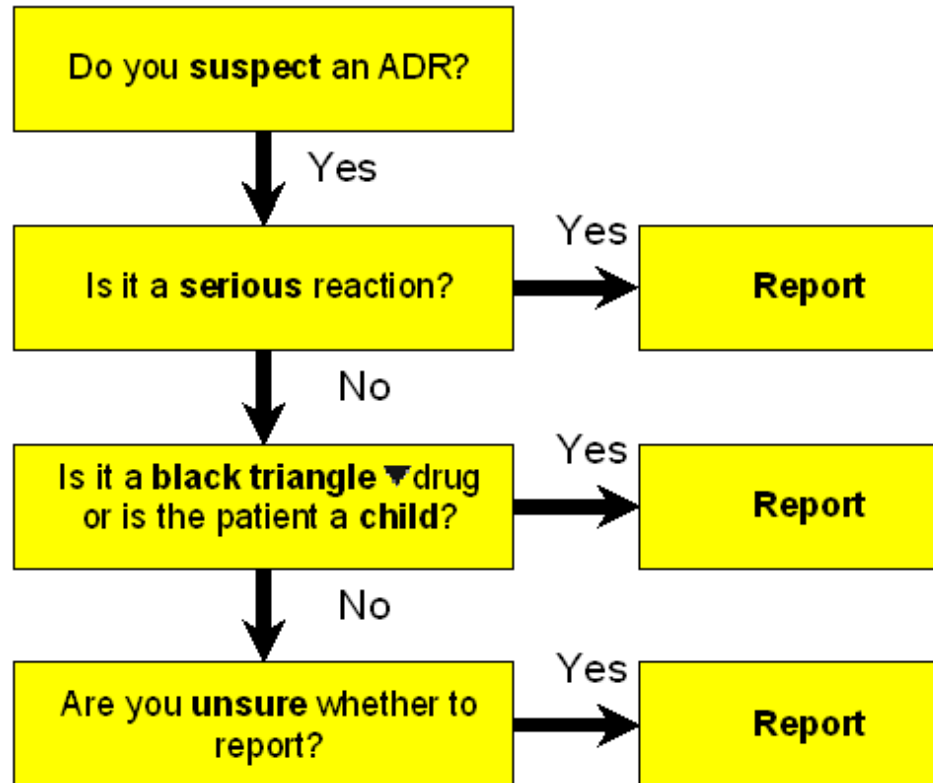 Do you suspect an ADR?
Yes
Is it a serious reaction?
Yes
Report
No
Is it a black triangle ▼drug
or is the patient a child?
Yes
Report
No
Are you unsure whether to
report?
Yes
Report